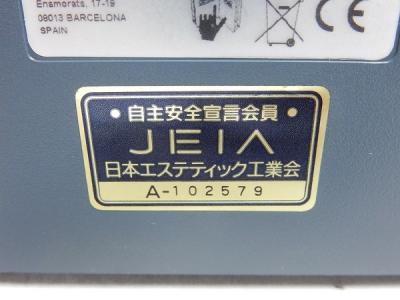 Enamorats, 17-19
08013 BARCELONA
SPAIN
CE
• 自主安全宣言会員 •
JEIA
日本エステティック工業会
A-102579